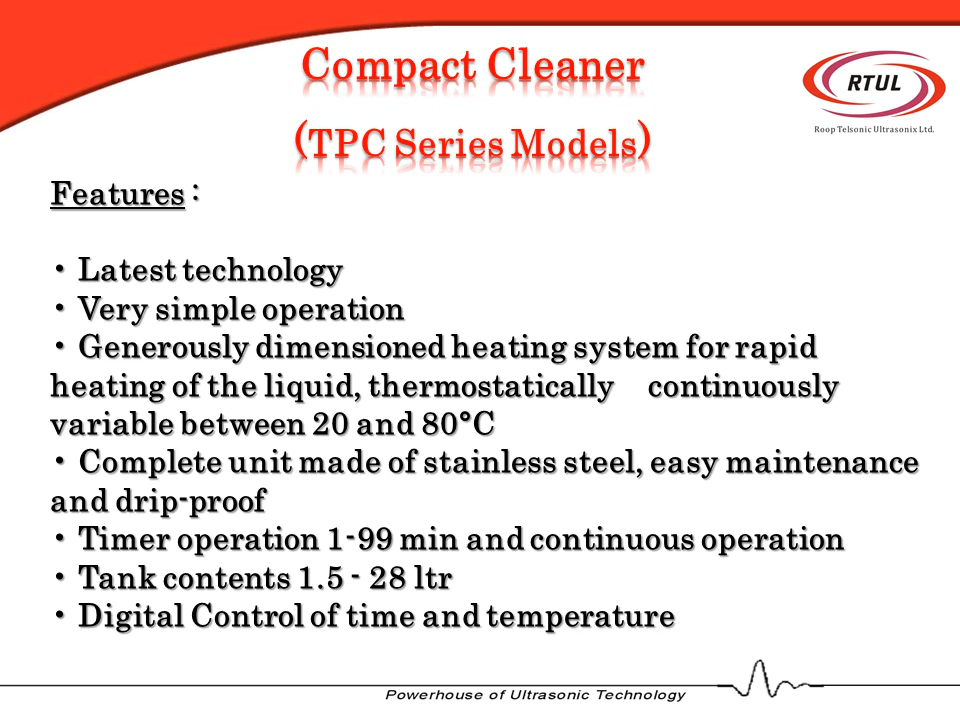 Compact Cleaner
RTUL
Roop Telsonic Ultrasonix Ltd.
(TPC Series Models)
Features :
• Latest technology
• Very simple operation
• Generously dimensioned heating system for rapid
heating of the liquid, thermostatically continuously
variable between 20 and 80°C
• Complete unit made of stainless steel, easy maintenance
and drip-proof
• Timer operation 1-99 min and continuous operation
• Tank contents 1.5 - 28 ltr
• Digital Control of time and temperature
Powerhouse of Ultrasonic Technology